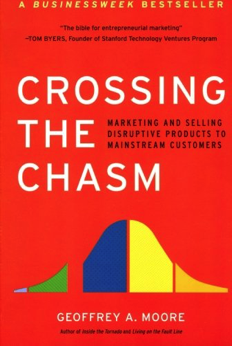 A BUSINESSWEEK BESTSELLER
"The bible for entrepreneurial marketing"
–TOM BYERS, Founder of Stanford Technology Ventures Program
CROSSING
THE
CHASM
MARKETING AND SELLING
DISRUPTIVE PRODUCTS TO
MAINSTREAM CUSTOMERS
GEOFFREY A. MOORE
Author of Inside the Tornado and Living on the Fault Line